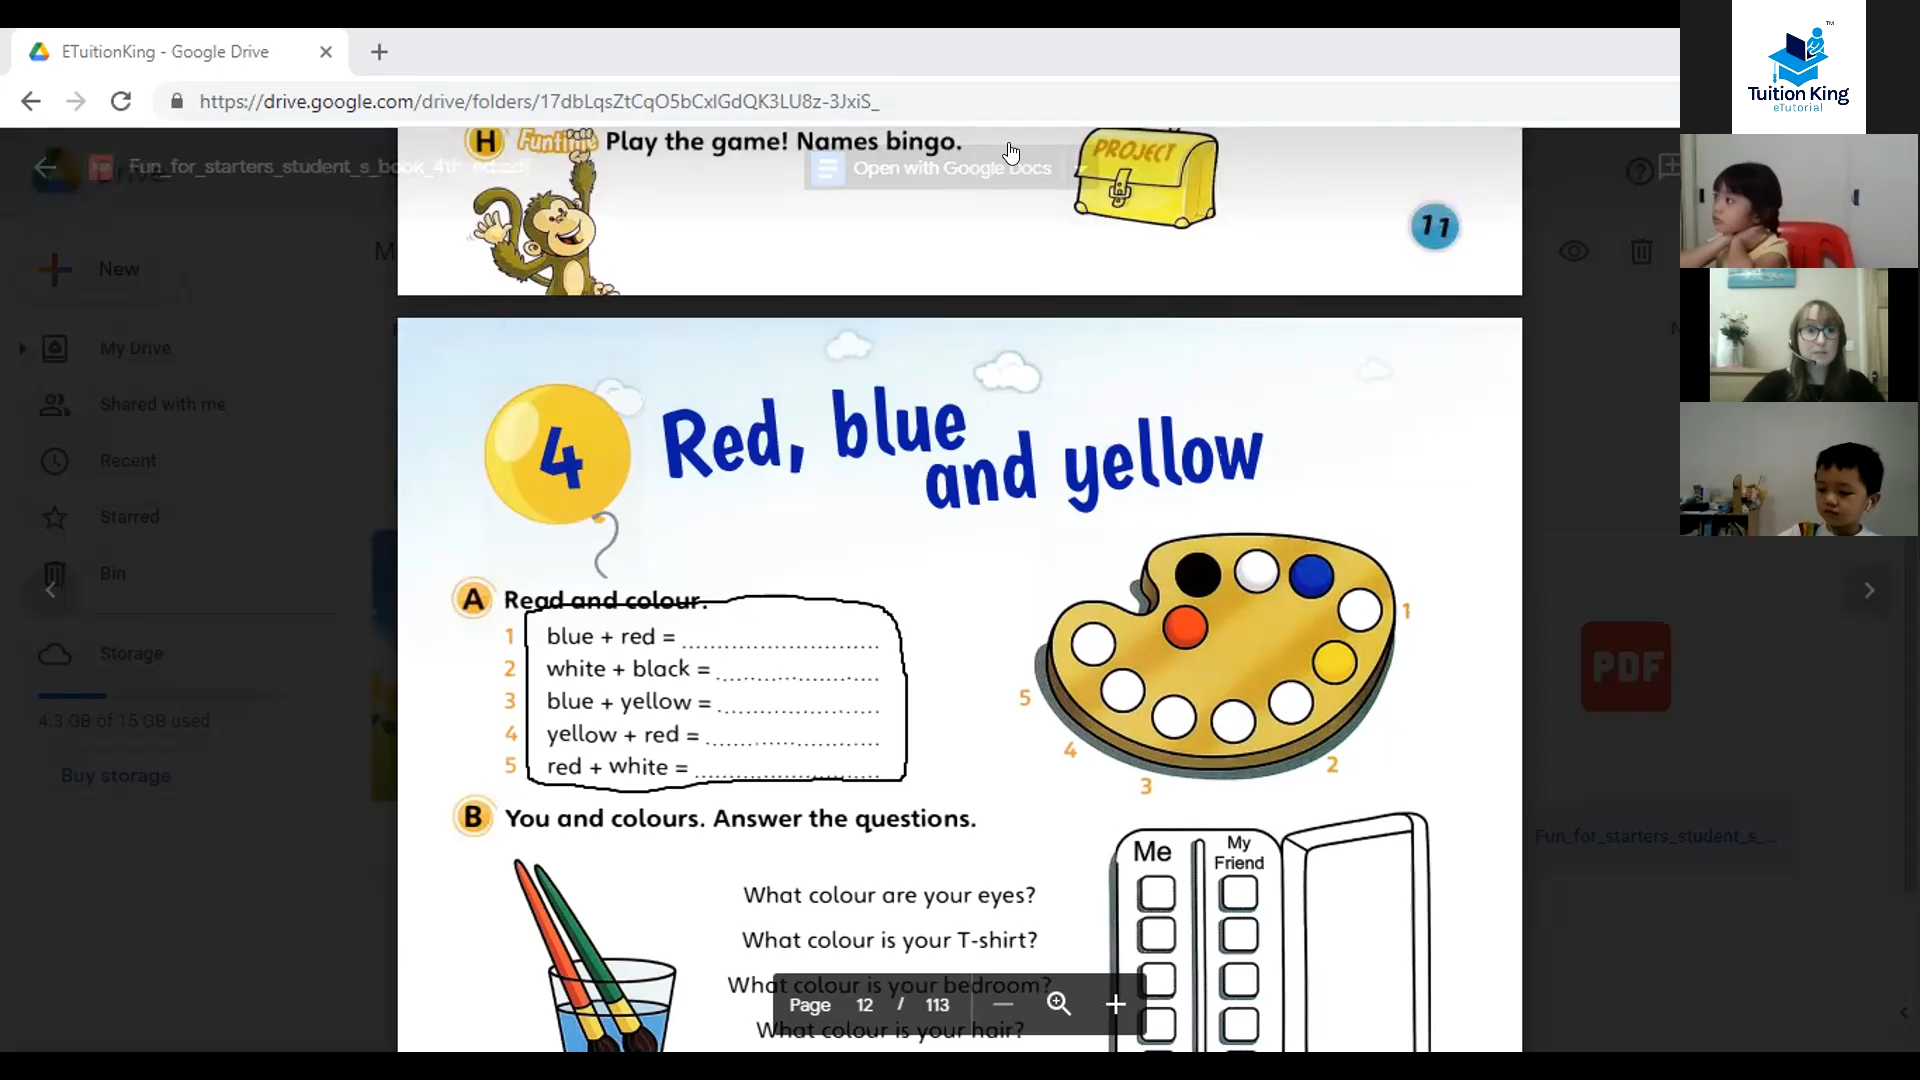 ETuitionKing - Google Drive
https://drive.google.com/drive/folders/17dbLqsZtCqO5bCxlGdQK3LU8z-3JxiS_
TM
Tuition King
eTutorial
H Funtime Play the game! Names bingo.
PROJECT
Fun_for_starters_student_s_book_4th_ed.pdf
Open with Google Docs
11
New
My Drive
Shared with me
Recent
Starred
Bin
Storage
4.3 GB of 15 GB used
Buy storage
4 Red, blue
and yellow
A Read and colour.
1 blue + red =
2 white + black =
3 blue + yellow =
4 yellow + red =
5 red + white =
1
5
4
3
2
B You and colours. Answer the questions.
What colour are your eyes?
What colour is your T-shirt?
What colour is your bedroom?
What colour is your hair?
Me
My
Friend
Page 12 / 113
PDF
Fun_for_starters_student_s_...